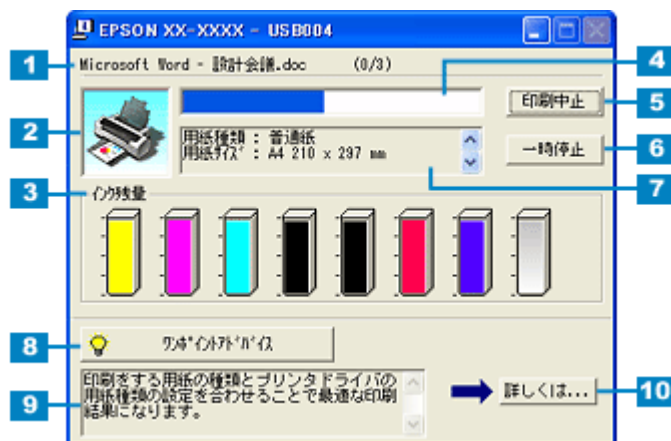 EPSON XX-XXXX - USB004
1
Microsoft Word - 設計会議.doc (0/3)
4
印刷中止
5
2
用紙種類 : 普通紙
用紙ｻｲｽﾞ : A4 210 x 297 mm
一時停止
6
7
3
ｲﾝｸ残量
8
ﾜﾝﾎﾟｲﾝﾄｱﾄﾞﾊﾞｲｽ
9
印刷をする用紙の種類とプリンタドライバの
用紙種類の設定を合わせることで最適な印刷
結果になります。
詳しくは...
10